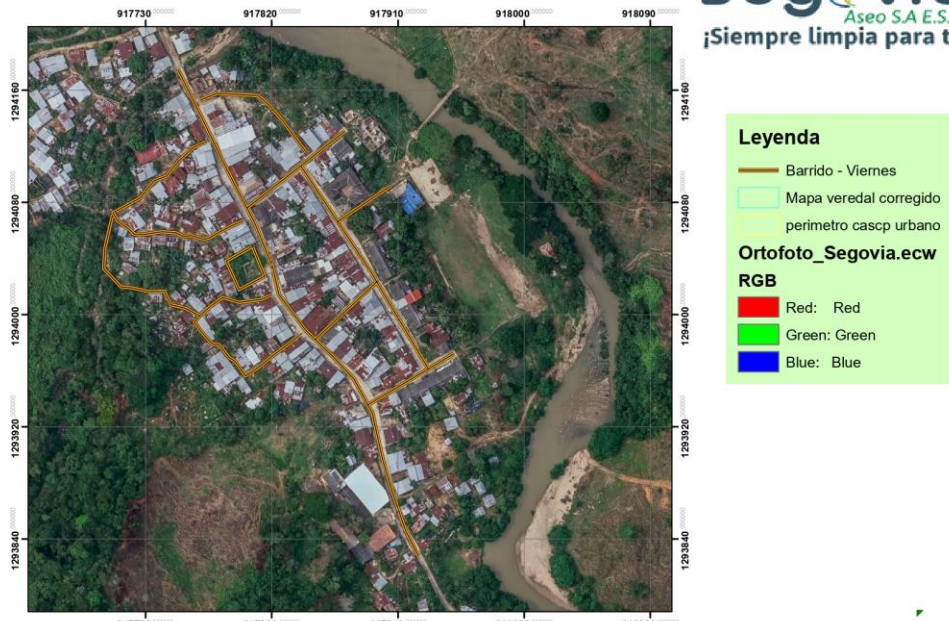 917730 917820 917910 918000 918090
Aseo S.A E.S.
¡Siempre limpia para t
1294160 1294160
1294080 1294080
1294000 1294000
1293920 1293920
1293840 1293840
Leyenda
Barrido - Viernes
Mapa veredal corregido
perimetro cascp urbano
Ortofoto_Segovia.ecw
RGB
Red: Red
Green: Green
Blue: Blue